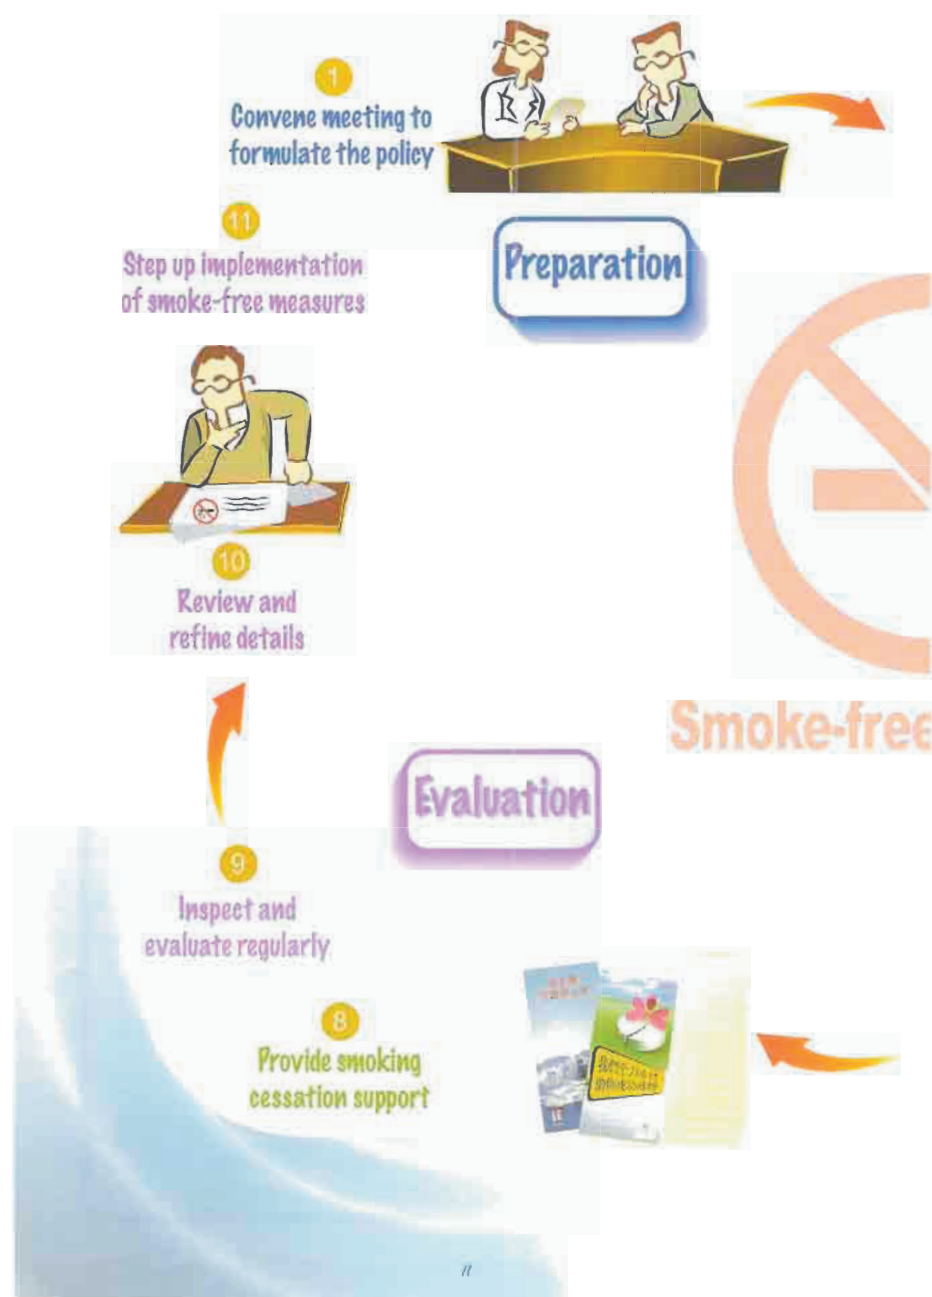 1
Convene meeting to
formulate the policy
11
Step up implementation
of smoke-free measures
Preparation
10
Review and
refine details
Smoke-free
Evaluation
9
Inspect and
evaluate regularly
8
Provide smoking
cessation support